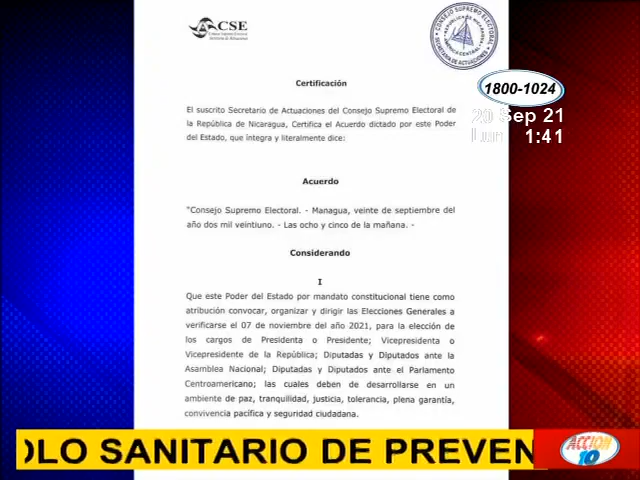 CSE
Certificación
El suscrito Secretario de Actuaciones del Consejo Supremo Electoral de
la República de Nicaragua, Certifica el Acuerdo dictado por este Poder
del Estado, que íntegra y literalmente dice:
1800-1024
20 Sep 21
Lun 1:41
Acuerdo
"Consejo Supremo Electoral. - Managua, veinte de septiembre del
año dos mil veintiuno. - Las ocho y cinco de la mañana. -
Considerando
I
Que este Poder del Estado por mandato constitucional tiene como
atribución convocar, organizar y dirigir las Elecciones Generales a
verificarse el 07 de noviembre del año 2021, para la elección de
los cargos de Presidenta o Presidente; Vicepresidenta o
Vicepresidente de la República; Diputadas y Diputados ante la
Asamblea Nacional; Diputadas y Diputados ante el Parlamento
Centroamericano; las cuales deben de desarrollarse en un
ambiente de paz, tranquilidad, justicia, tolerancia, plena garantía,
convivencia pacífica y seguridad ciudadana.
OLO SANITARIO DE PREVEN
ACCION
10